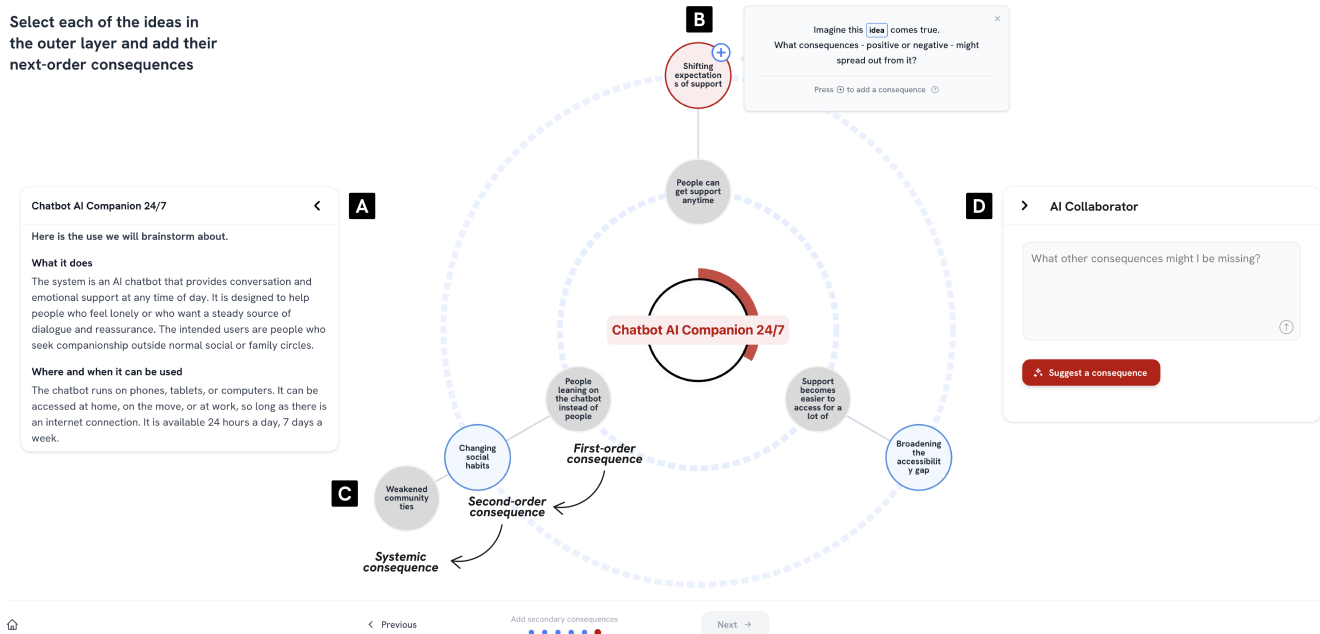 Select each of the ideas in
the outer layer and add their
next-order consequences
B
Imagine this idea comes true.
What consequences - positive or negative - might
spread out from it?
Press ⊕ to add a consequence ?
Shifting
expectation
s of support
People can
get support
anytime
A
Chatbot AI Companion 24/7
Here is the use we will brainstorm about.
What it does
The system is an AI chatbot that provides conversation and
emotional support at any time of day. It is designed to help
people who feel lonely or who want a steady source of
dialogue and reassurance. The intended users are people who
seek companionship outside normal social or family circles.
Where and when it can be used
The chatbot runs on phones, tablets, or computers. It can be
accessed at home, on the move, or at work, so long as there is
an internet connection. It is available 24 hours a day, 7 days a
week.
Chatbot AI Companion 24/7
People
leaning on
the chatbot
instead of
people
Support
becomes
easier to
access for a
lot of
Changing
social
habits
Broadening
the
accessibilit
y gap
C
Weakened
community
ties
First-order
consequence
Second-order
consequence
Systemic
consequence
D
AI Collaborator
What other consequences might I be missing?
Suggest a consequence
Previous
Add secondary consequences
Next